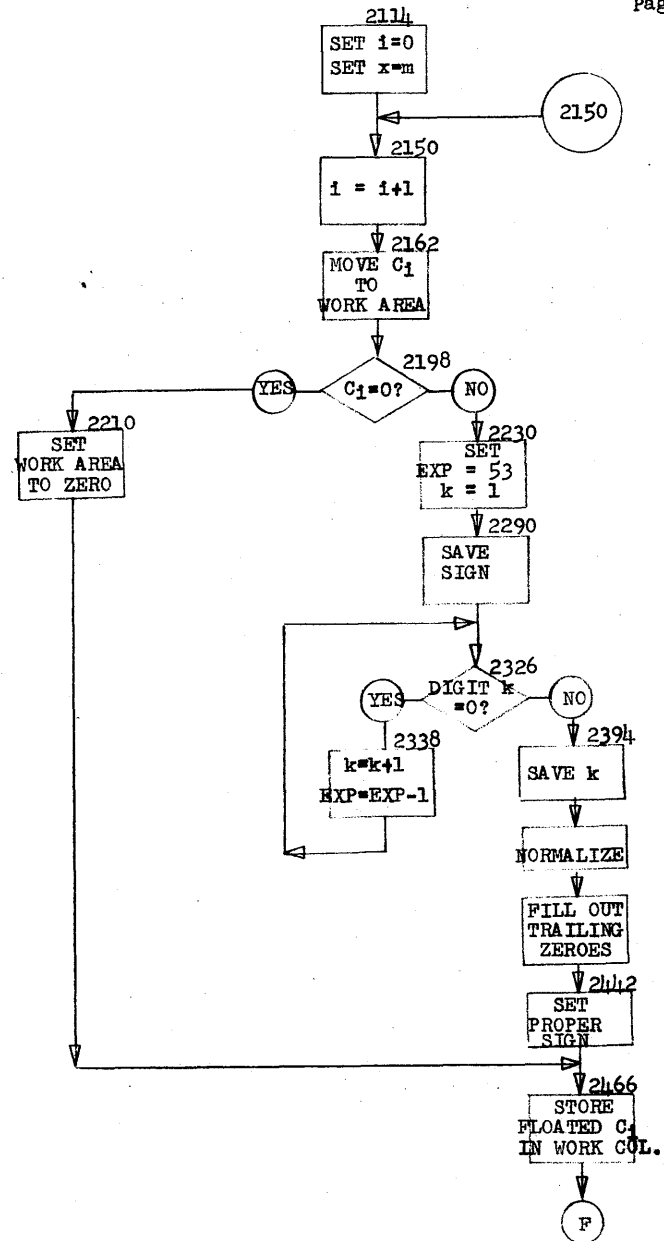 Pag
2114
SET i=0
SET x=m
2150
2150
i = i+1
2162
MOVE Ci
TO
WORK AREA
2198
YES
Ci=0?
NO
2210
SET
WORK AREA
TO ZERO
2230
SET
EXP = 53
k = 1
2290
SAVE
SIGN
2326
YES
DIGIT k
=0?
NO
2338
k=k+1
EXP=EXP-1
2394
SAVE k
NORMALIZE
FILL OUT
TRAILING
ZEROES
2442
SET
PROPER
SIGN
2466
STORE
FLOATED Ci
IN WORK COL.
F